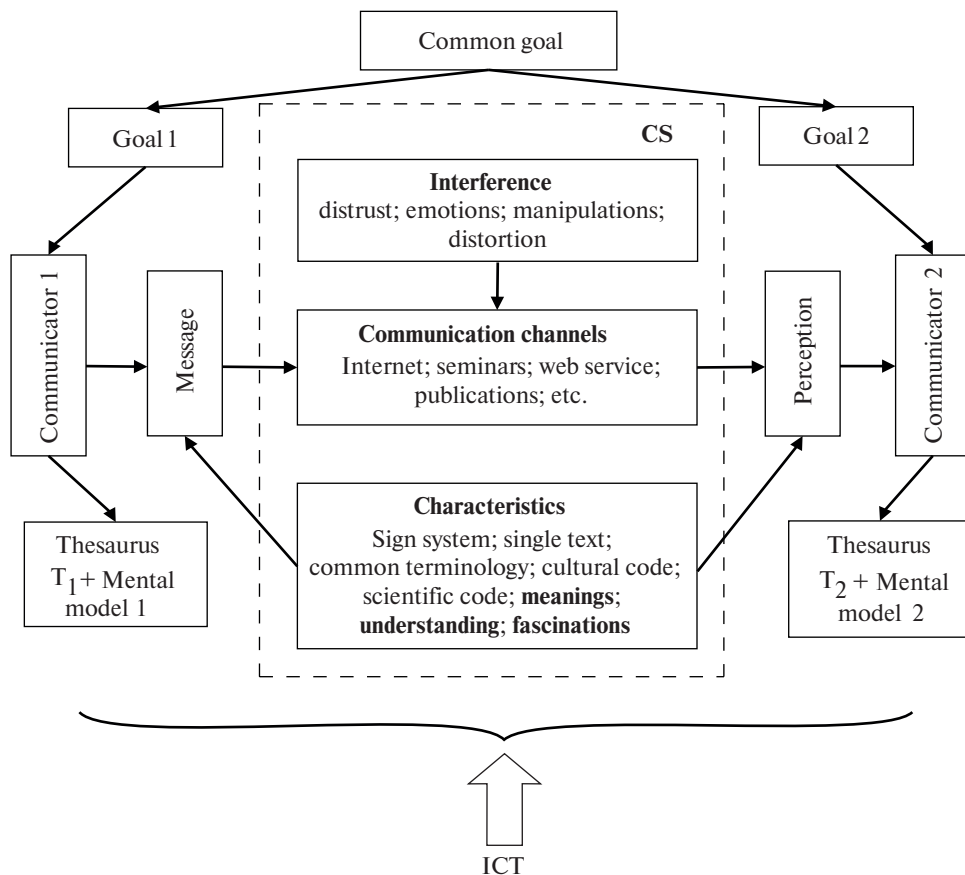 Common goal
Goal 1
CS
Goal 2
Interference
distrust; emotions; manipulations;
distortion
Communicator 1
Message
Communication channels
Internet; seminars; web service;
publications; etc.
Perception
Communicator 2
Characteristics
Sign system; single text;
common terminology; cultural code;
scientific code; meanings;
understanding; fascinations
Thesaurus
T1 + Mental
model 1
Thesaurus
T2 + Mental
model 2
ICT